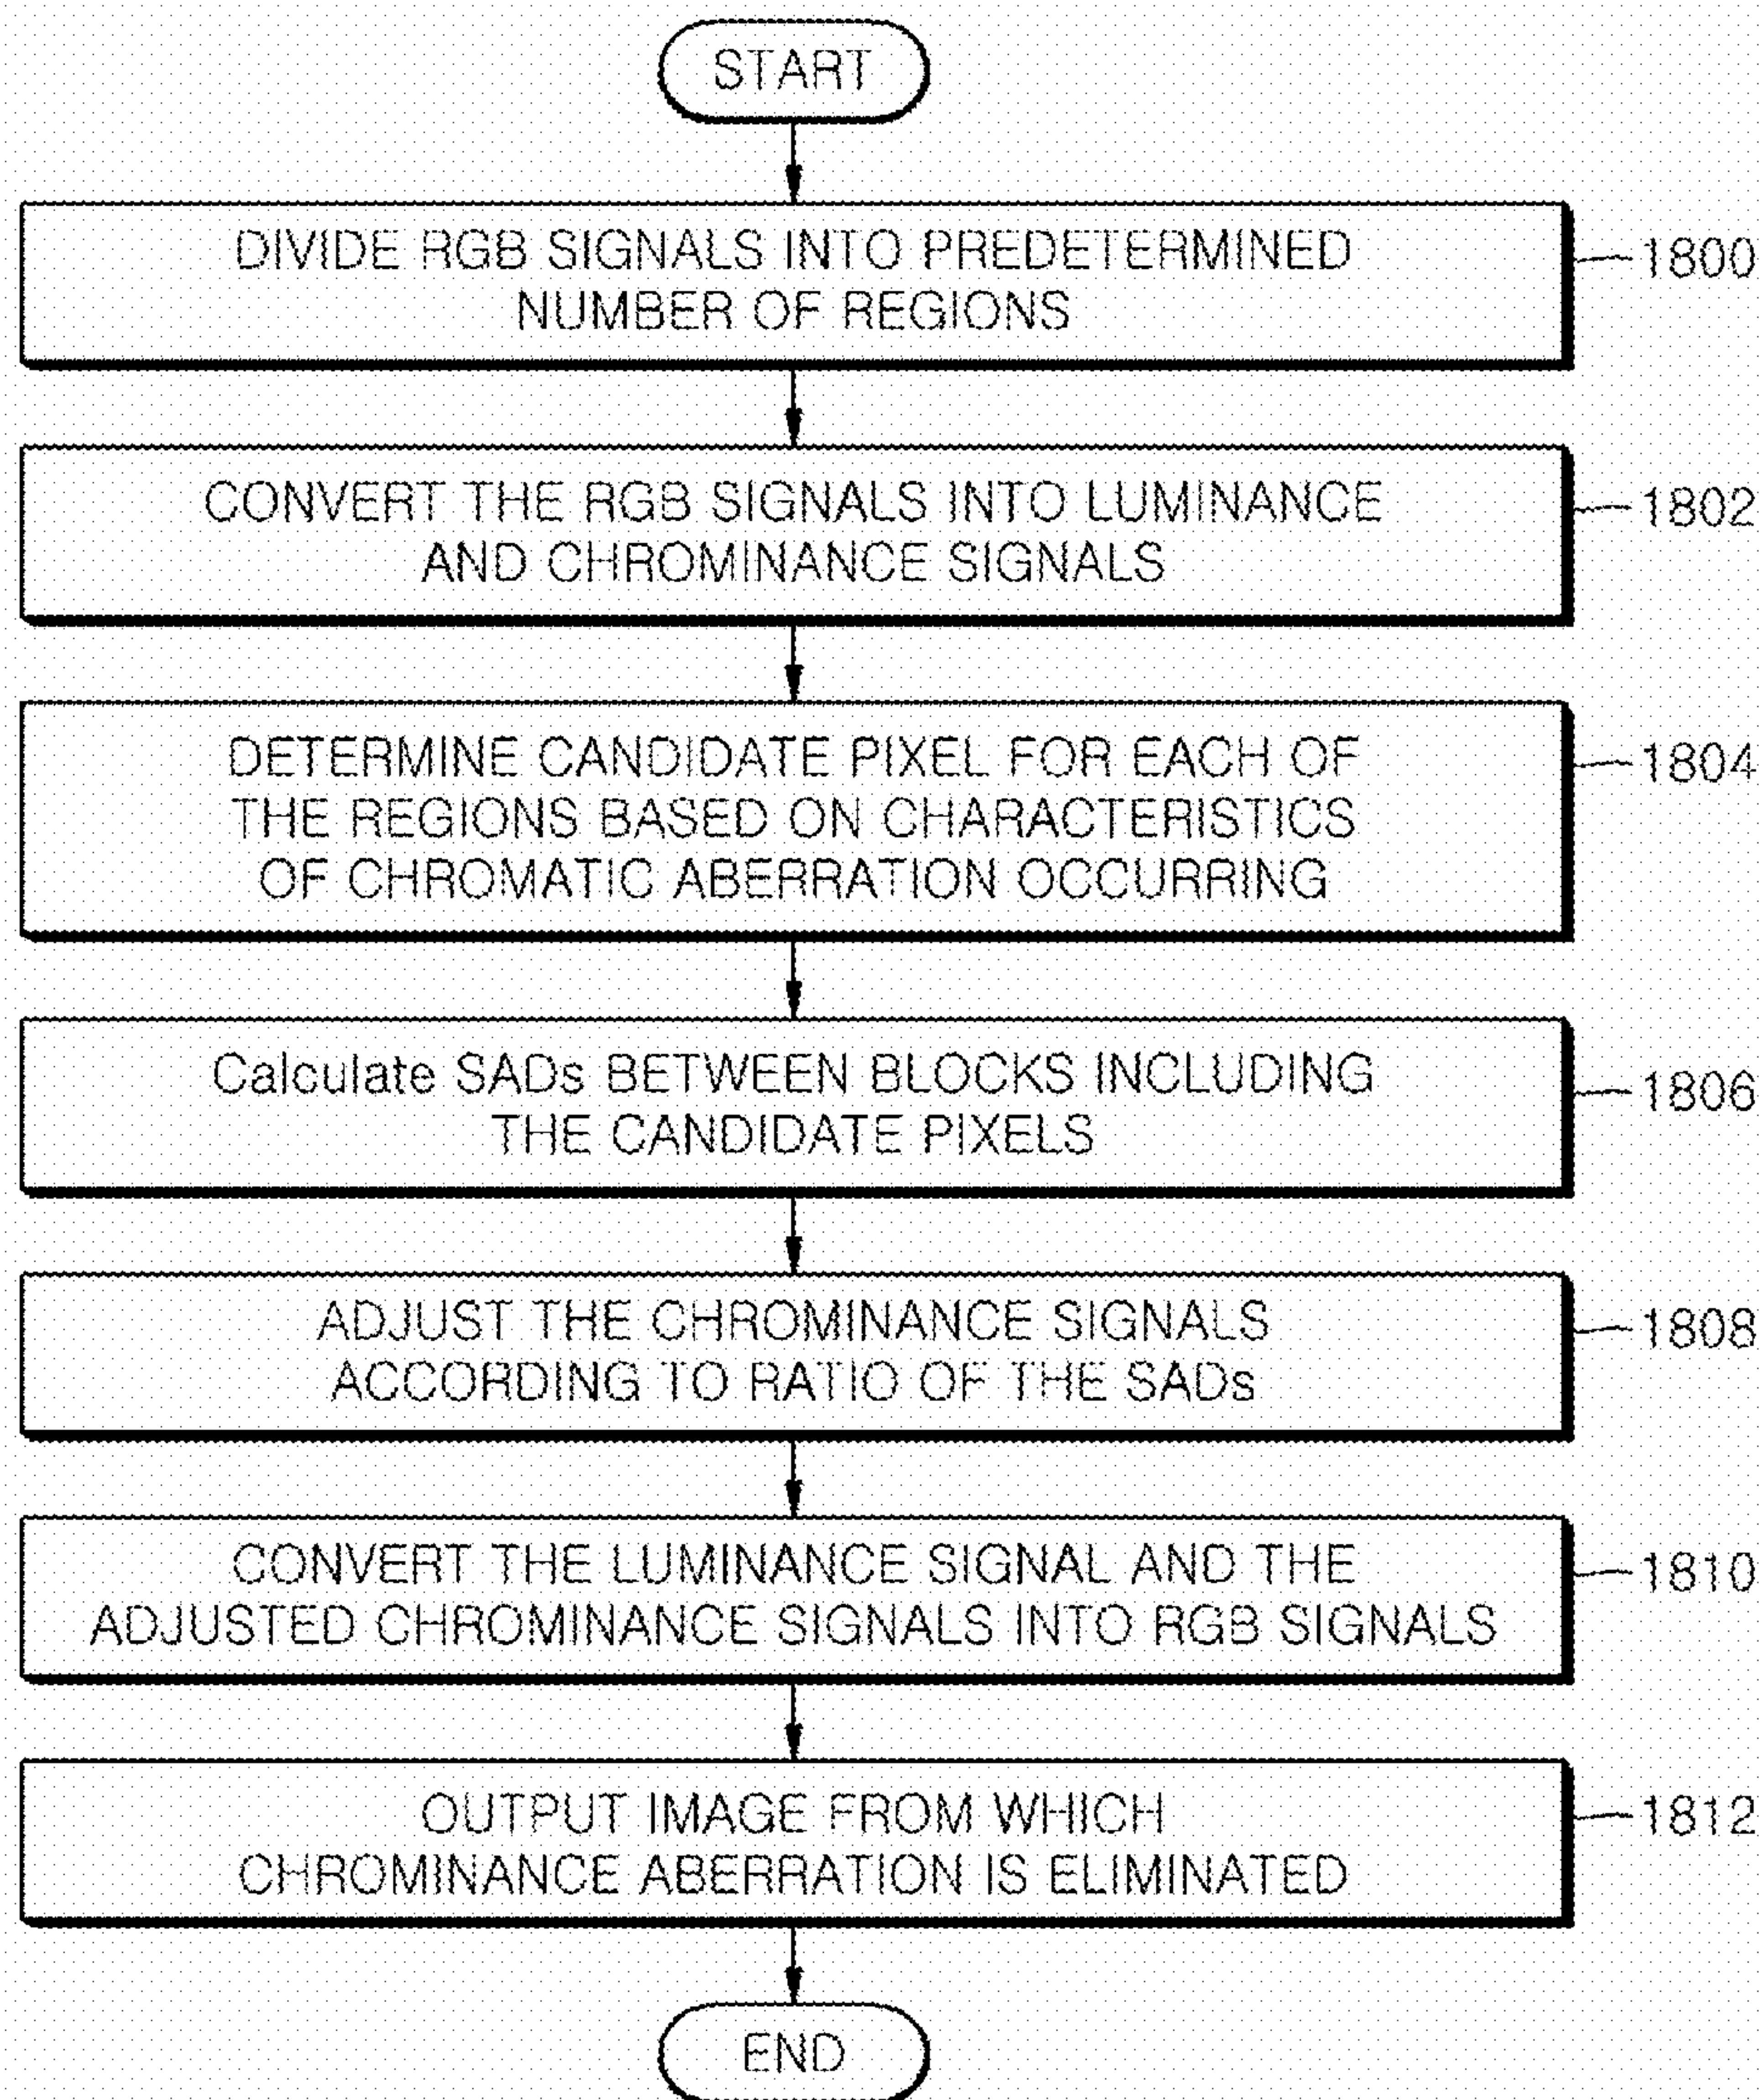 START
DIVIDE RGB SIGNALS INTO PREDETERMINED
NUMBER OF REGIONS
1800
CONVERT THE RGB SIGNALS INTO LUMINANCE
AND CHROMINANCE SIGNALS
1802
DETERMINE CANDIDATE PIXEL FOR EACH OF
THE REGIONS BASED ON CHARACTERISTICS
OF CHROMATIC ABERRATION OCCURRING
1804
Calculate SADs BETWEEN BLOCKS INCLUDING
THE CANDIDATE PIXELS
1806
ADJUST THE CHROMINANCE SIGNALS
ACCORDING TO RATIO OF THE SADs
1808
CONVERT THE LUMINANCE SIGNAL AND THE
ADJUSTED CHROMINANCE SIGNALS INTO RGB SIGNALS
1810
OUTPUT IMAGE FROM WHICH
CHROMINANCE ABERRATION IS ELIMINATED
1812
END